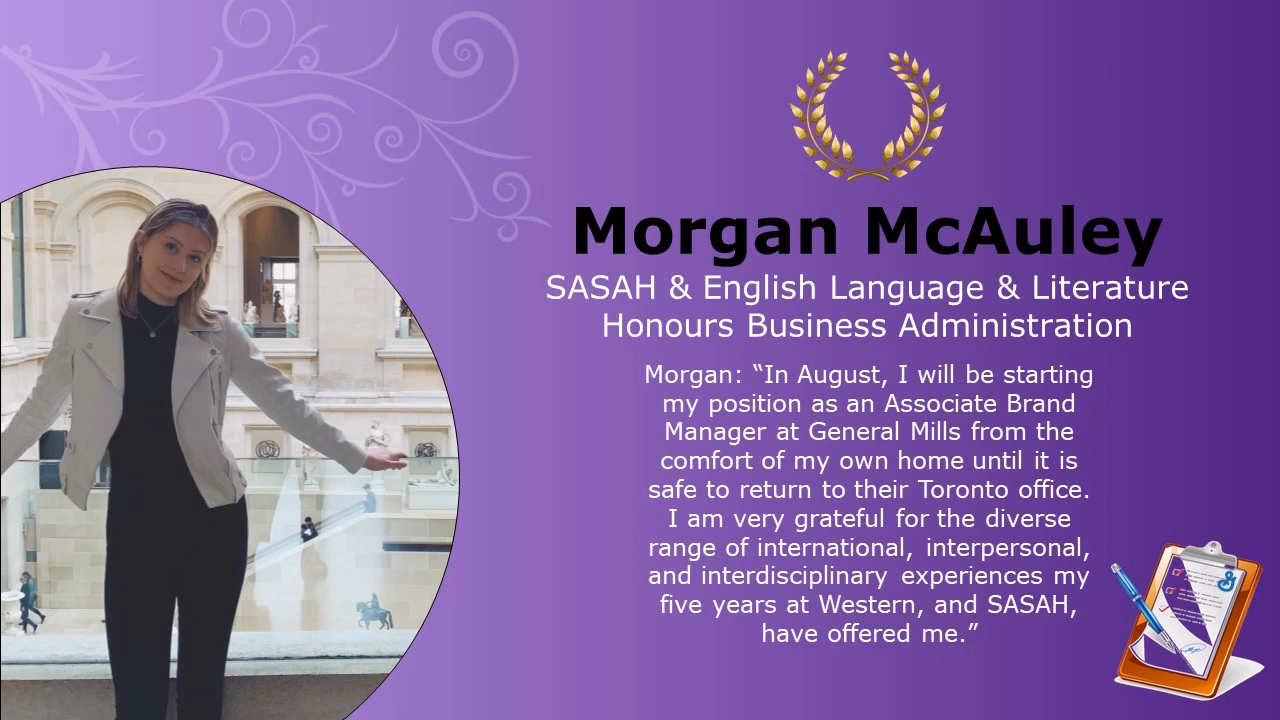 Morgan McAuley
SASAH & English Language & Literature
Honours Business Administration
Morgan: “In August, I will be starting
my position as an Associate Brand
Manager at General Mills from the
comfort of my own home until it is
safe to return to their Toronto office.
I am very grateful for the diverse
range of international, interpersonal,
and interdisciplinary experiences my
five years at Western, and SASAH,
have offered me.”